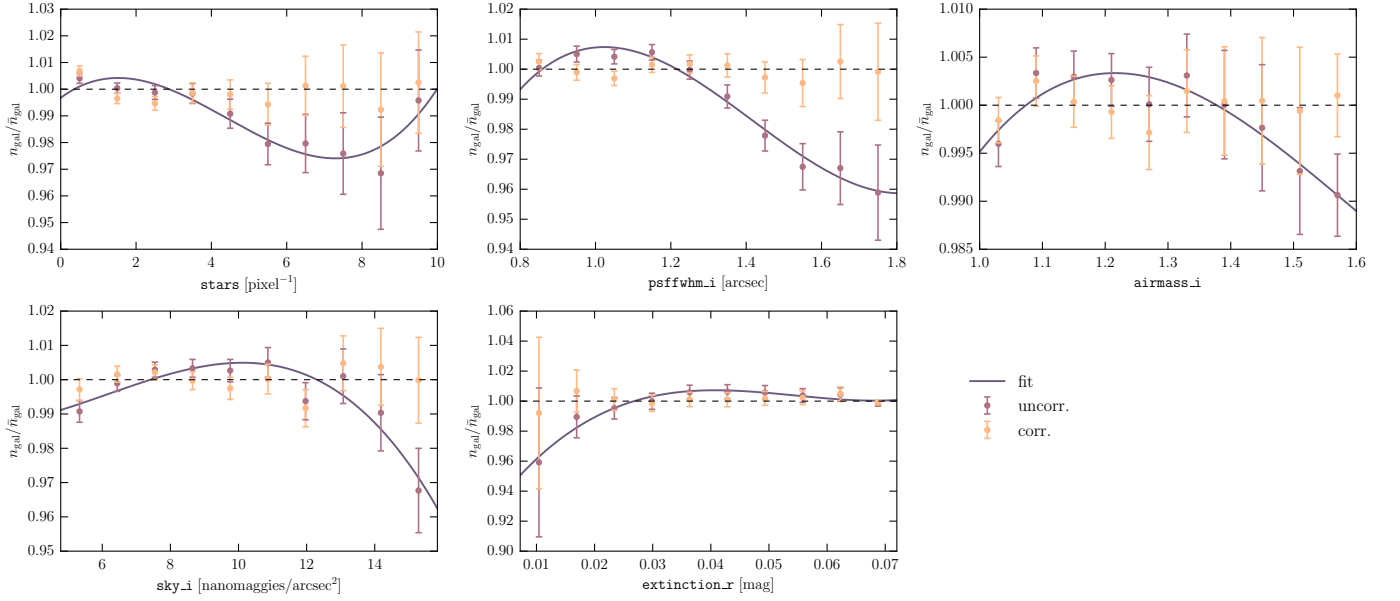 1.03
1.02
1.01
1.00
0.99
0.98
0.97
0.96
0.95
0.94
n_gal/n̄_gal
0 2 4 6 8 10
stars [pixel⁻¹]
1.02
1.01
1.00
0.99
0.98
0.97
0.96
0.95
0.94
n_gal/n̄_gal
0.8 1.0 1.2 1.4 1.6 1.8
psffwhm_i [arcsec]
1.010
1.005
1.000
0.995
0.990
0.985
n_gal/n̄_gal
1.0 1.1 1.2 1.3 1.4 1.5 1.6
airmass_i
1.02
1.01
1.00
0.99
0.98
0.97
0.96
0.95
n_gal/n̄_gal
6 8 10 12 14
sky_i [nanomaggies/arcsec²]
1.06
1.04
1.02
1.00
0.98
0.96
0.94
0.92
0.90
n_gal/n̄_gal
0.01 0.02 0.03 0.04 0.05 0.06 0.07
extinction_r [mag]
fit
uncorr.
corr.